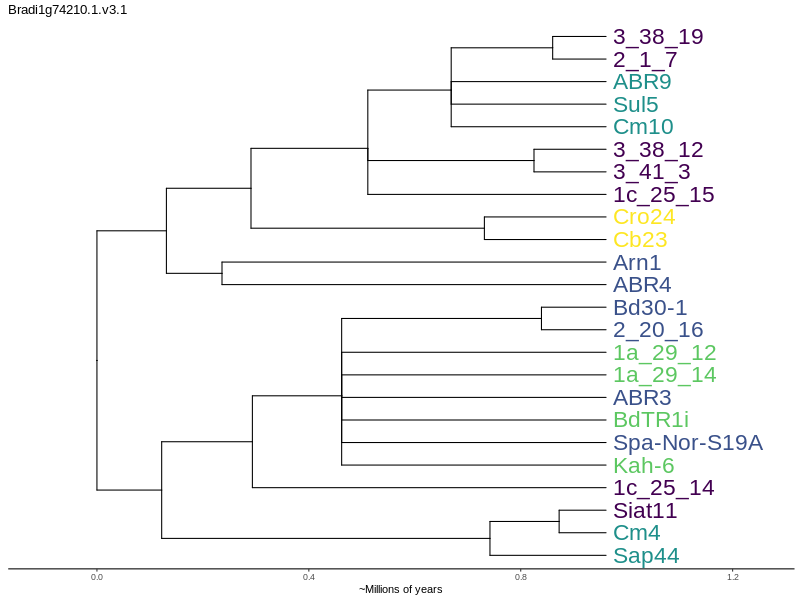 Bradi1g74210.1.v3.1
3_38_19
2_1_7
ABR9
Sul5
Cm10
3_38_12
3_41_3
1c_25_15
Cro24
Cb23
Arn1
ABR4
Bd30-1
2_20_16
1a_29_12
1a_29_14
ABR3
BdTR1i
Spa-Nor-S19A
Kah-6
1c_25_14
Siat11
Cm4
Sap44
0.0 0.4 0.8 1.2
~Millions of years